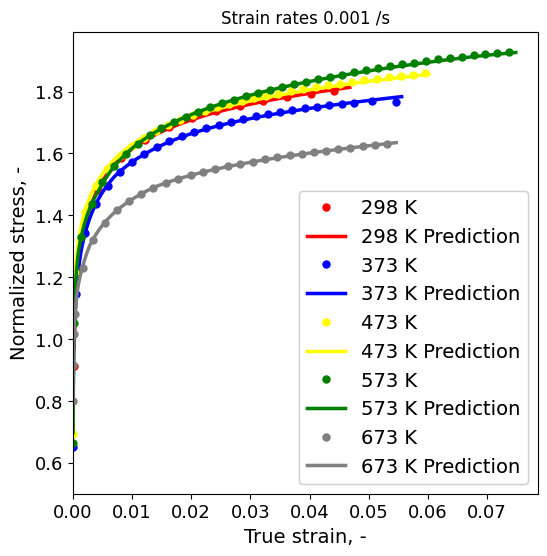 Strain rates 0.001 /s
Normalized stress, -
1.8
1.6
1.4
1.2
1.0
0.8
0.6
298 K
298 K Prediction
373 K
373 K Prediction
473 K
473 K Prediction
573 K
573 K Prediction
673 K
673 K Prediction
0.00 0.01 0.02 0.03 0.04 0.05 0.06 0.07
True strain, -